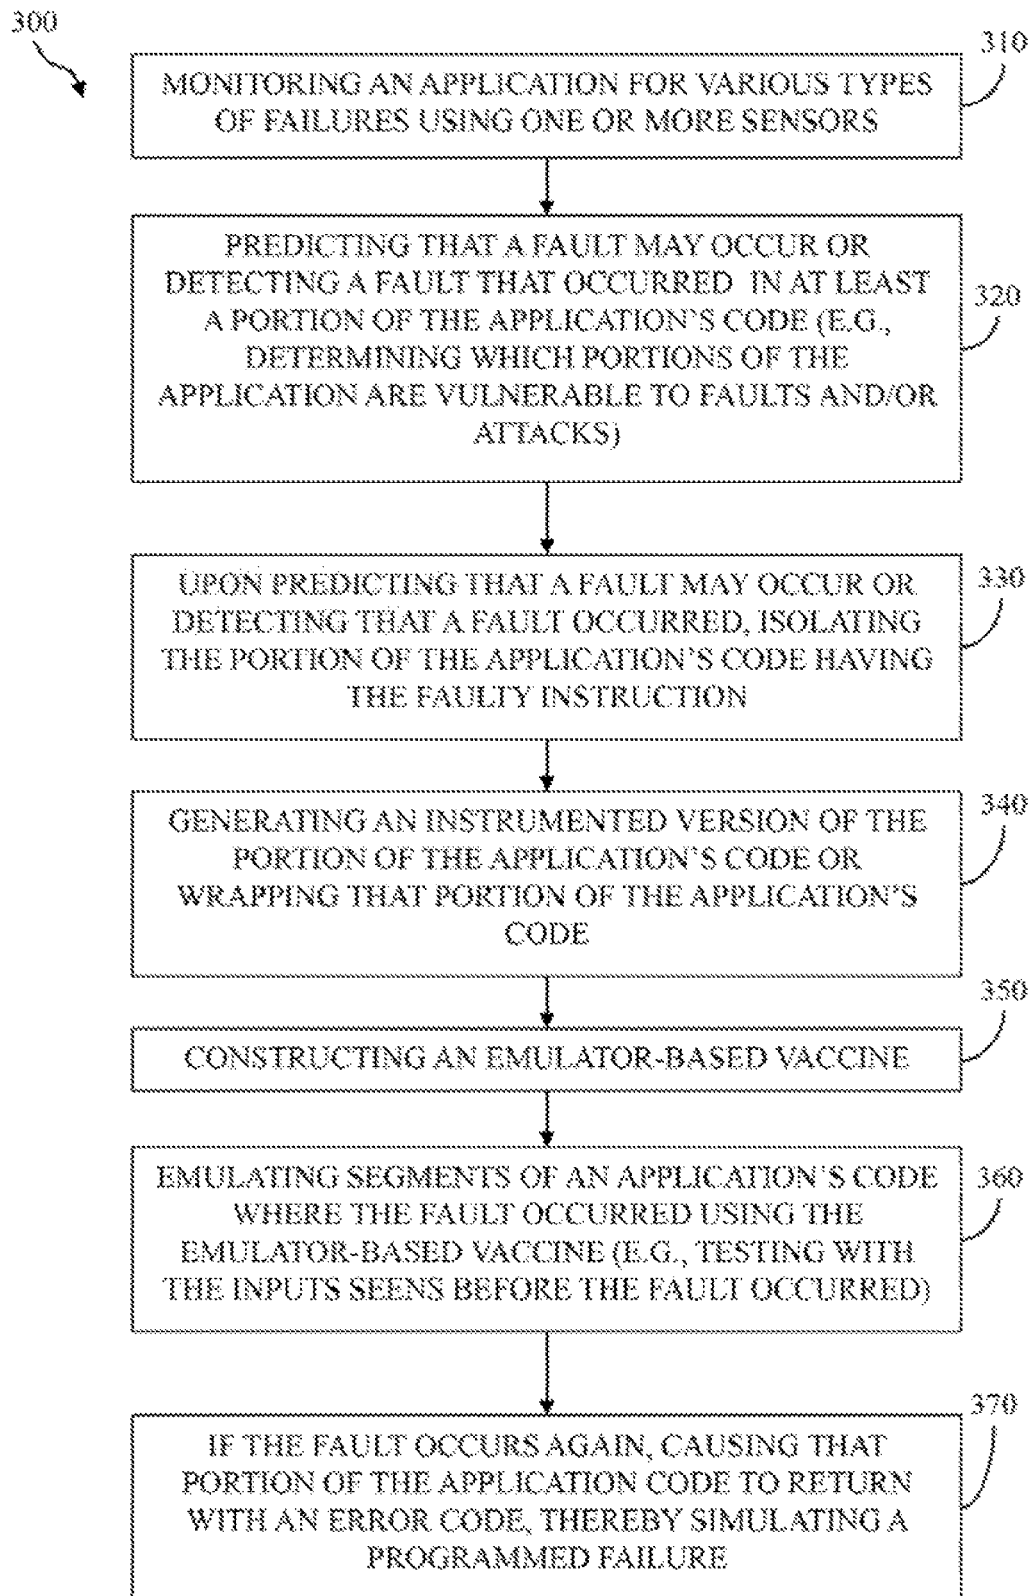 300
310
MONITORING AN APPLICATION FOR VARIOUS TYPES
OF FAILURES USING ONE OR MORE SENSORS
PREDICTING THAT A FAULT MAY OCCUR OR
DETECTING A FAULT THAT OCCURRED IN AT LEAST
A PORTION OF THE APPLICATION'S CODE (E.G.,
DETERMINING WHICH PORTIONS OF THE
APPLICATION ARE VULNERABLE TO FAULTS AND/OR
ATTACKS)
320
UPON PREDICTING THAT A FAULT MAY OCCUR OR
DETECTING THAT A FAULT OCCURRED, ISOLATING
THE PORTION OF THE APPLICATION'S CODE HAVING
THE FAULTY INSTRUCTION
330
GENERATING AN INSTRUMENTED VERSION OF THE
PORTION OF THE APPLICATION'S CODE OR
WRAPPING THAT PORTION OF THE APPLICATION'S
CODE
340
350
CONSTRUCTING AN EMULATOR-BASED VACCINE
EMULATING SEGMENTS OF AN APPLICATION'S CODE
WHERE THE FAULT OCCURRED USING THE
EMULATOR-BASED VACCINE (E.G., TESTING WITH
THE INPUTS SEENS BEFORE THE FAULT OCCURRED)
360
370
IF THE FAULT OCCURS AGAIN, CAUSING THAT
PORTION OF THE APPLICATION CODE TO RETURN
WITH AN ERROR CODE, THEREBY SIMULATING A
PROGRAMMED FAILURE